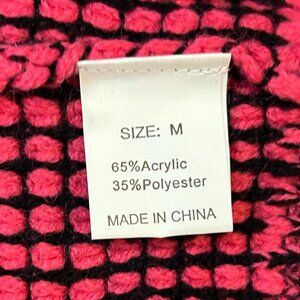 SIZE: M
65%Acrylic
35%Polyester
MADE IN CHINA